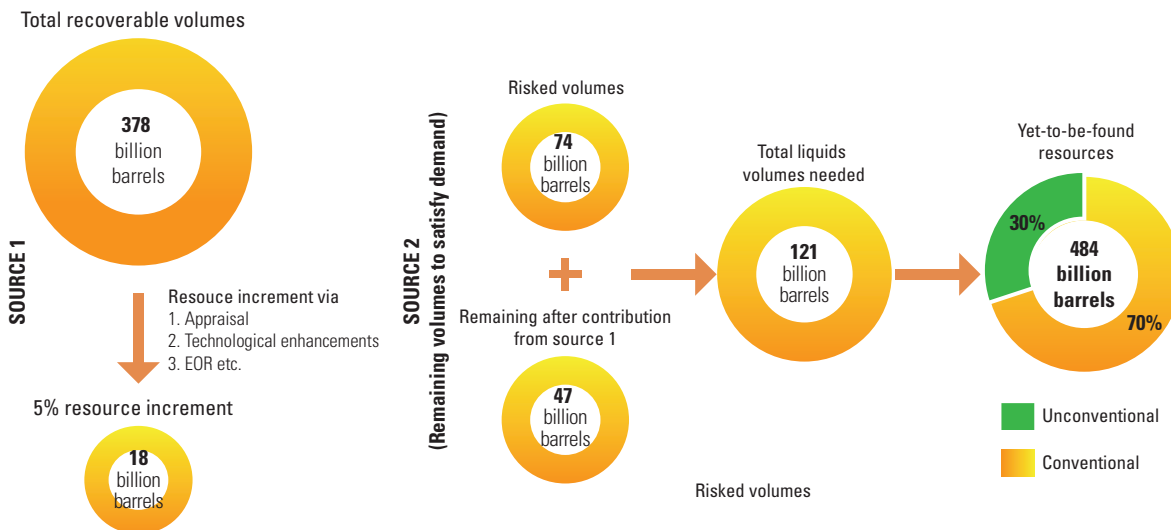 Total recoverable volumes
378
billion
barrels
SOURCE 1
Resouce increment via
1. Appraisal
2. Technological enhancements
3. EOR etc.
5% resource increment
18
billion
barrels
SOURCE 2
(Remaining volumes to satisfy demand)
Risked volumes
74
billion
barrels
Remaining after contribution
from source 1
47
billion
barrels
Total liquids
volumes needed
121
billion
barrels
Yet-to-be-found
resources
30%
484
billion
barrels
70%
Unconventional
Conventional
Risked volumes